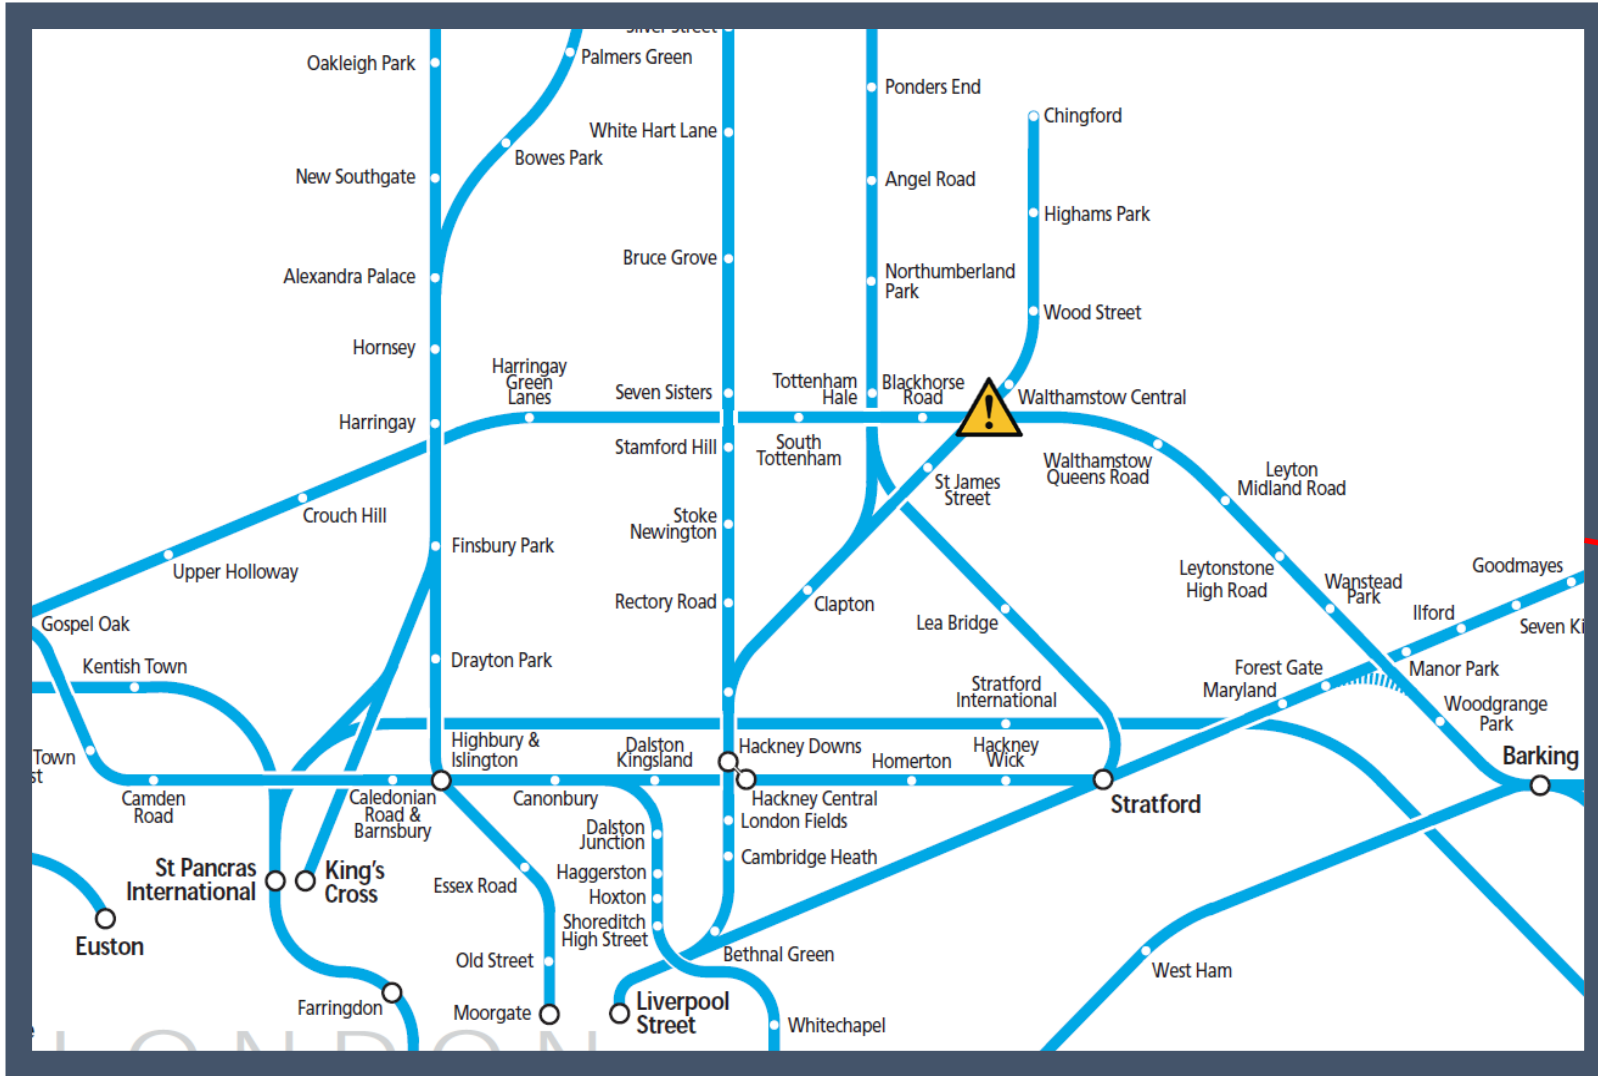 Silver Street
Oakleigh Park
Palmers Green
Ponders End
Chingford
White Hart Lane
Bowes Park
New Southgate
Angel Road
Highams Park
Bruce Grove
Alexandra Palace
Northumberland
Park
Wood Street
Hornsey
Harringay
Green
Lanes
Seven Sisters
Tottenham
Hale
Blackhorse
Road
Walthamstow Central
Harringay
Stamford Hill
South
Tottenham
St James
Street
Walthamstow
Queens Road
Leyton
Midland Road
Crouch Hill
Stoke
Newington
Finsbury Park
Upper Holloway
Leytonstone
High Road
Goodmayes
Wanstead
Park
Ilford
Seven Ki
Rectory Road
Clapton
Lea Bridge
Gospel Oak
Kentish Town
Drayton Park
Forest Gate
Manor Park
Maryland
Stratford
International
Woodgrange
Park
Town
st
Highbury &
Islington
Dalston
Kingsland
Hackney Downs
Homerton
Hackney
Wick
Barking
Camden
Road
Caledonian
Road &
Barnsbury
Canonbury
Hackney Central
Stratford
London Fields
Dalston
Junction
Cambridge Heath
St Pancras
International
King's
Cross
Essex Road
Haggerston
Hoxton
Shoreditch
High Street
Euston
Bethnal Green
Old Street
West Ham
Farringdon
Moorgate
Liverpool
Street
Whitechapel
e
LONDON